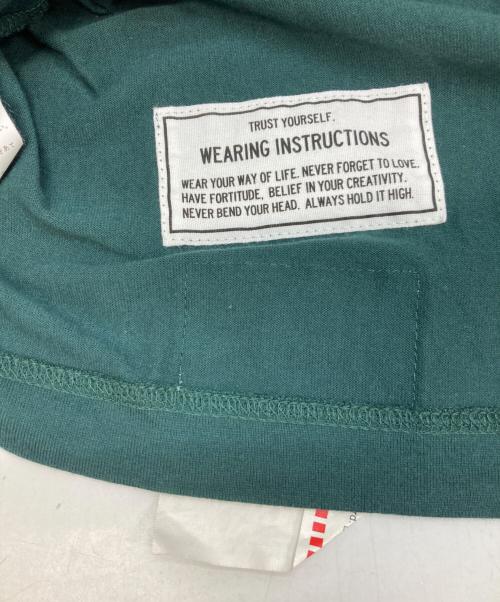 TRUST YOURSELF.
WEARING INSTRUCTIONS
WEAR YOUR WAY OF LIFE. NEVER FORGET TO LOVE.
HAVE FORTITUDE, BELIEF IN YOUR CREATIVITY.
NEVER BEND YOUR HEAD. ALWAYS HOLD IT HIGH.